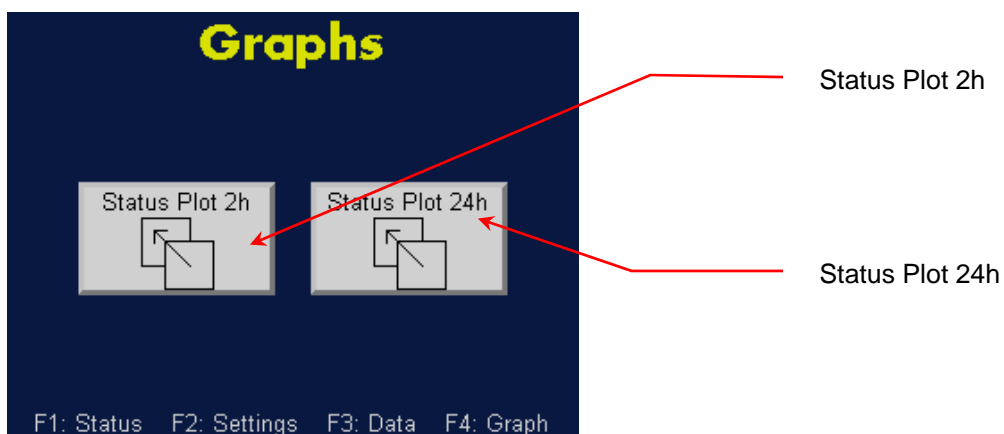 Graphs
Status Plot 2h
Status Plot 2h
Status Plot 24h
Status Plot 24h
F1: Status F2: Settings F3: Data F4: Graph